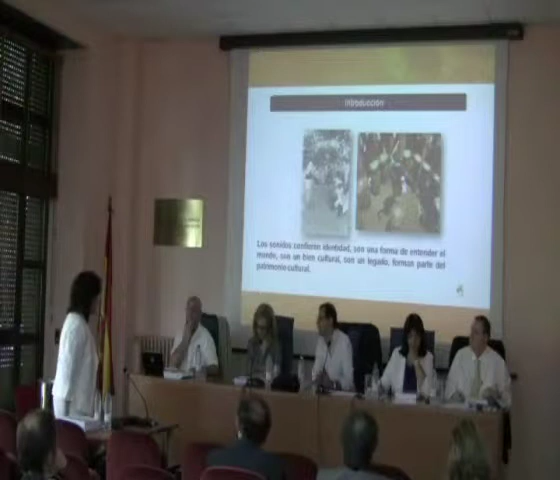 Introducción
Los sonidos confieren identidad, son una forma de entender el
mundo, son un bien cultural, son un legado, forman parte del
patrimonio cultural.